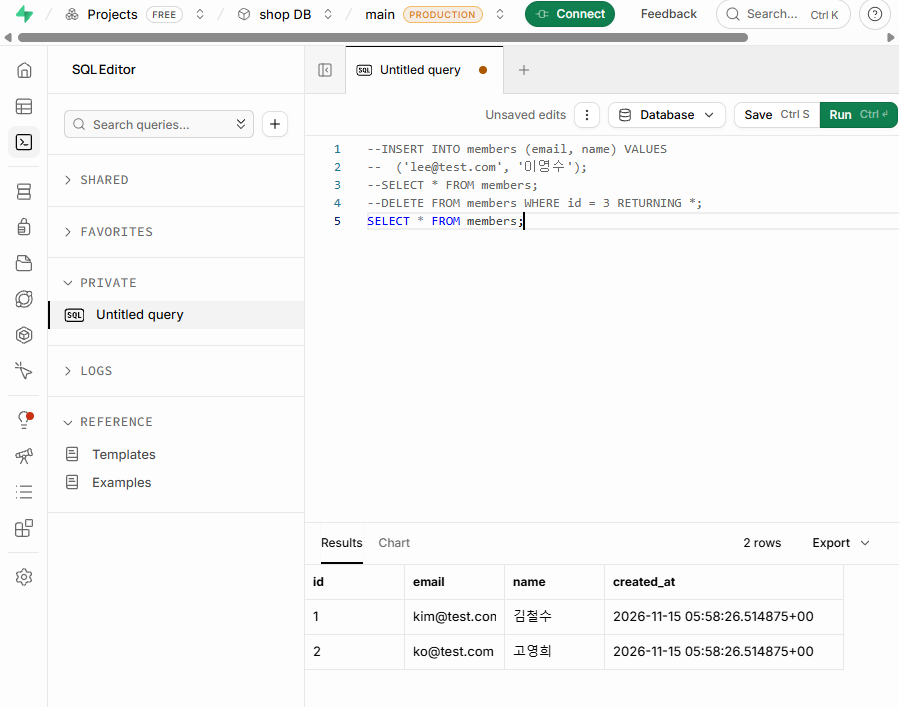 Projects FREE shop DB main PRODUCTION Connect Feedback Search... Ctrl K
SQL Editor
SQL Untitled query
Search queries...
Unsaved edits Database Save Ctrl S Run Ctrl ↵
SHARED
FAVORITES
PRIVATE
SQL Untitled query
LOGS
REFERENCE
Templates
Examples
1 --INSERT INTO members (email, name) VALUES
2 --  ('lee@test.com', '이영수');
3 --SELECT * FROM members;
4 --DELETE FROM members WHERE id = 3 RETURNING *;
5 SELECT * FROM members;
Results Chart 2 rows Export
id email name created_at
1 kim@test.con 김철수 2026-11-15 05:58:26.514875+00
2 ko@test.com 고영희 2026-11-15 05:58:26.514875+00